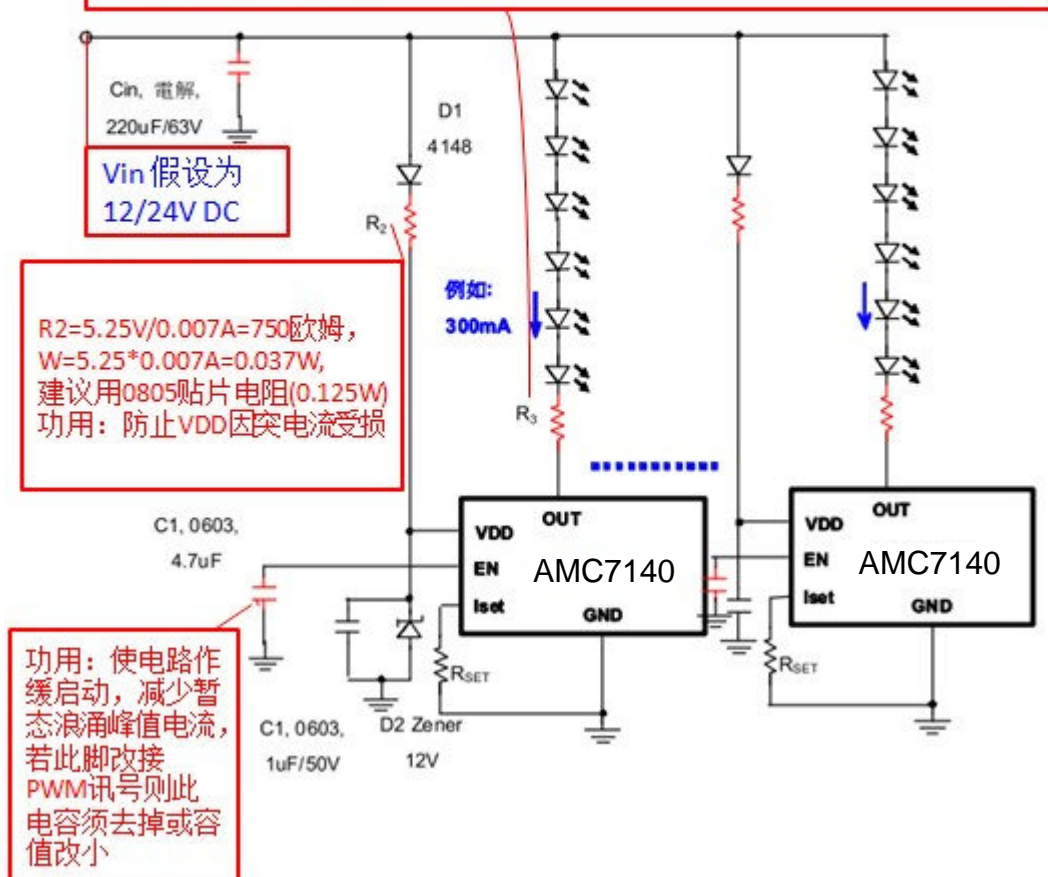 Cin, 電解,
220uF/63V
Vin 假设为
12/24V DC
D1
4148
R2
例如:
300mA
R3
R2=5.25V/0.007A=750欧姆，
W=5.25*0.007A=0.037W,
建议用0805贴片电阻(0.125W)
功用：防止VDD因突电流受损
C1, 0603,
4.7uF
VDD
OUT
EN
AMC7140
Iset
GND
RSET
VDD
OUT
EN
AMC7140
Iset
GND
RSET
功用：使电路作
缓启动，减少暂
态浪涌峰值电流，
若此脚改接
PWM讯号则此
电容须去掉或容
值改小
C1, 0603,
1uF/50V
D2 Zener
12V